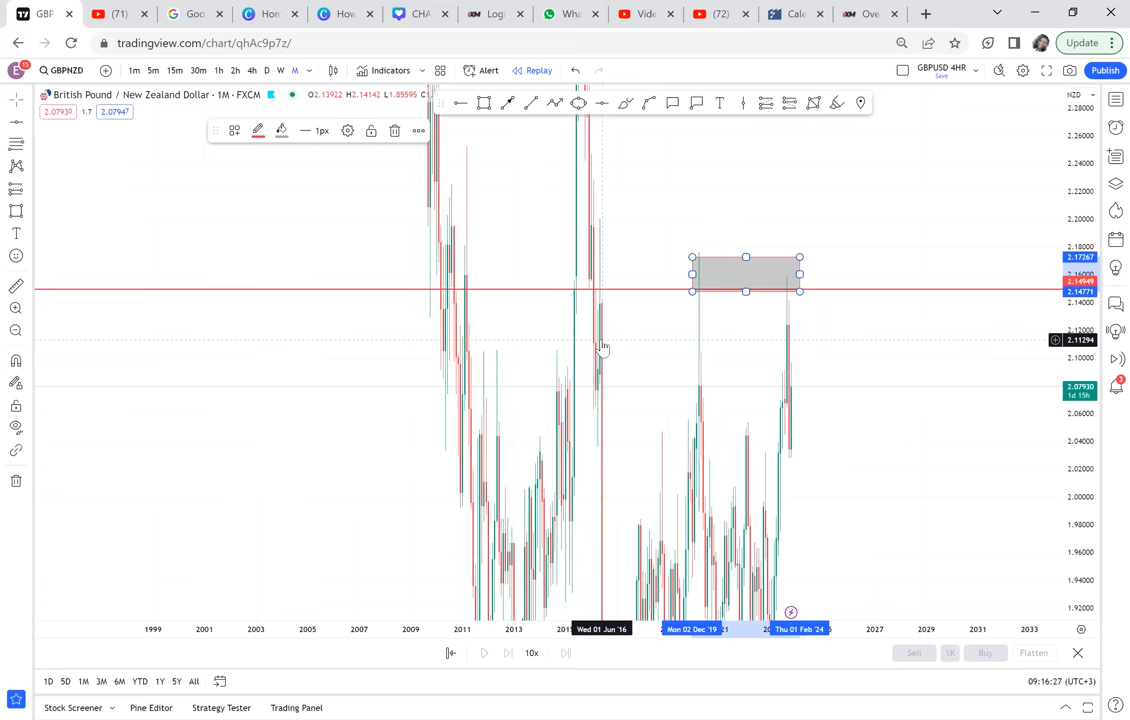 GBP
(71)
Goo
Hon
How
CHA
Logi
Wha
Vide
(72)
Cale
Ove
tradingview.com/chart/qhAc9p7z/
Update
E 15 GBPNZD 1m 5m 15m 30m 1h 2h 4h D W M Indicators Alert Replay GBPUSD 4HR Save Publish
British Pound / New Zealand Dollar · 1M · FXCM O2.13922 H2.14142 L1.85595
2.07930 1.7 2.07947
1px
T
NZD
2.28000
2.26000
2.24000
2.22000
2.20000
2.18000
2.17267
2.14949
2.14771
2.14000
2.12000
2.11294
2.10000
2.07930
1d 15h
2.06000
2.04000
2.02000
2.00000
1.98000
1.96000
1.94000
1.92000
3
1999 2001 2003 2005 2007 2009 2011 2013 Wed 01 Jun '16 Mon 02 Dec '19 21 Thu 01 Feb '24 2027 2029 2031 2033
10x Sell 1K Buy Flatten
1D 5D 1M 3M 6M YTD 1Y 5Y All 09:16:27 (UTC+3)
Stock Screener Pine Editor Strategy Tester Trading Panel